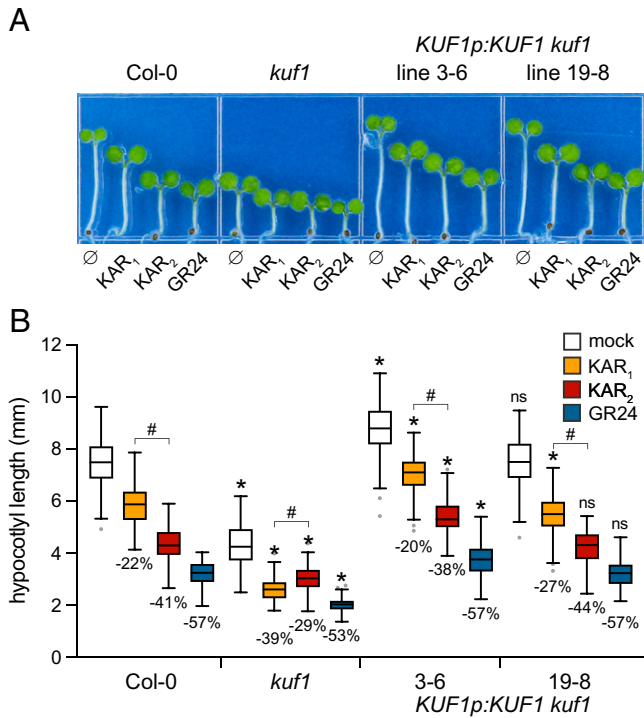 A
KUF1p:KUF1 kuf1
Col-0 kuf1 line 3-6 line 19-8
∅ KAR1 KAR2 GR24 ∅ KAR1 KAR2 GR24 ∅ KAR1 KAR2 GR24 ∅ KAR1 KAR2 GR24
B
hypocotlyl length (mm)
12
10
8
6
4
2
0
mock
KAR1
KAR2
GR24
# -22% -41% -57%
* * # * * -39% -29% -53%
* * # * * -20% -38% -57%
ns * # ns ns -27% -44% -57%
Col-0 kuf1 3-6 19-8
KUF1p:KUF1 kuf1